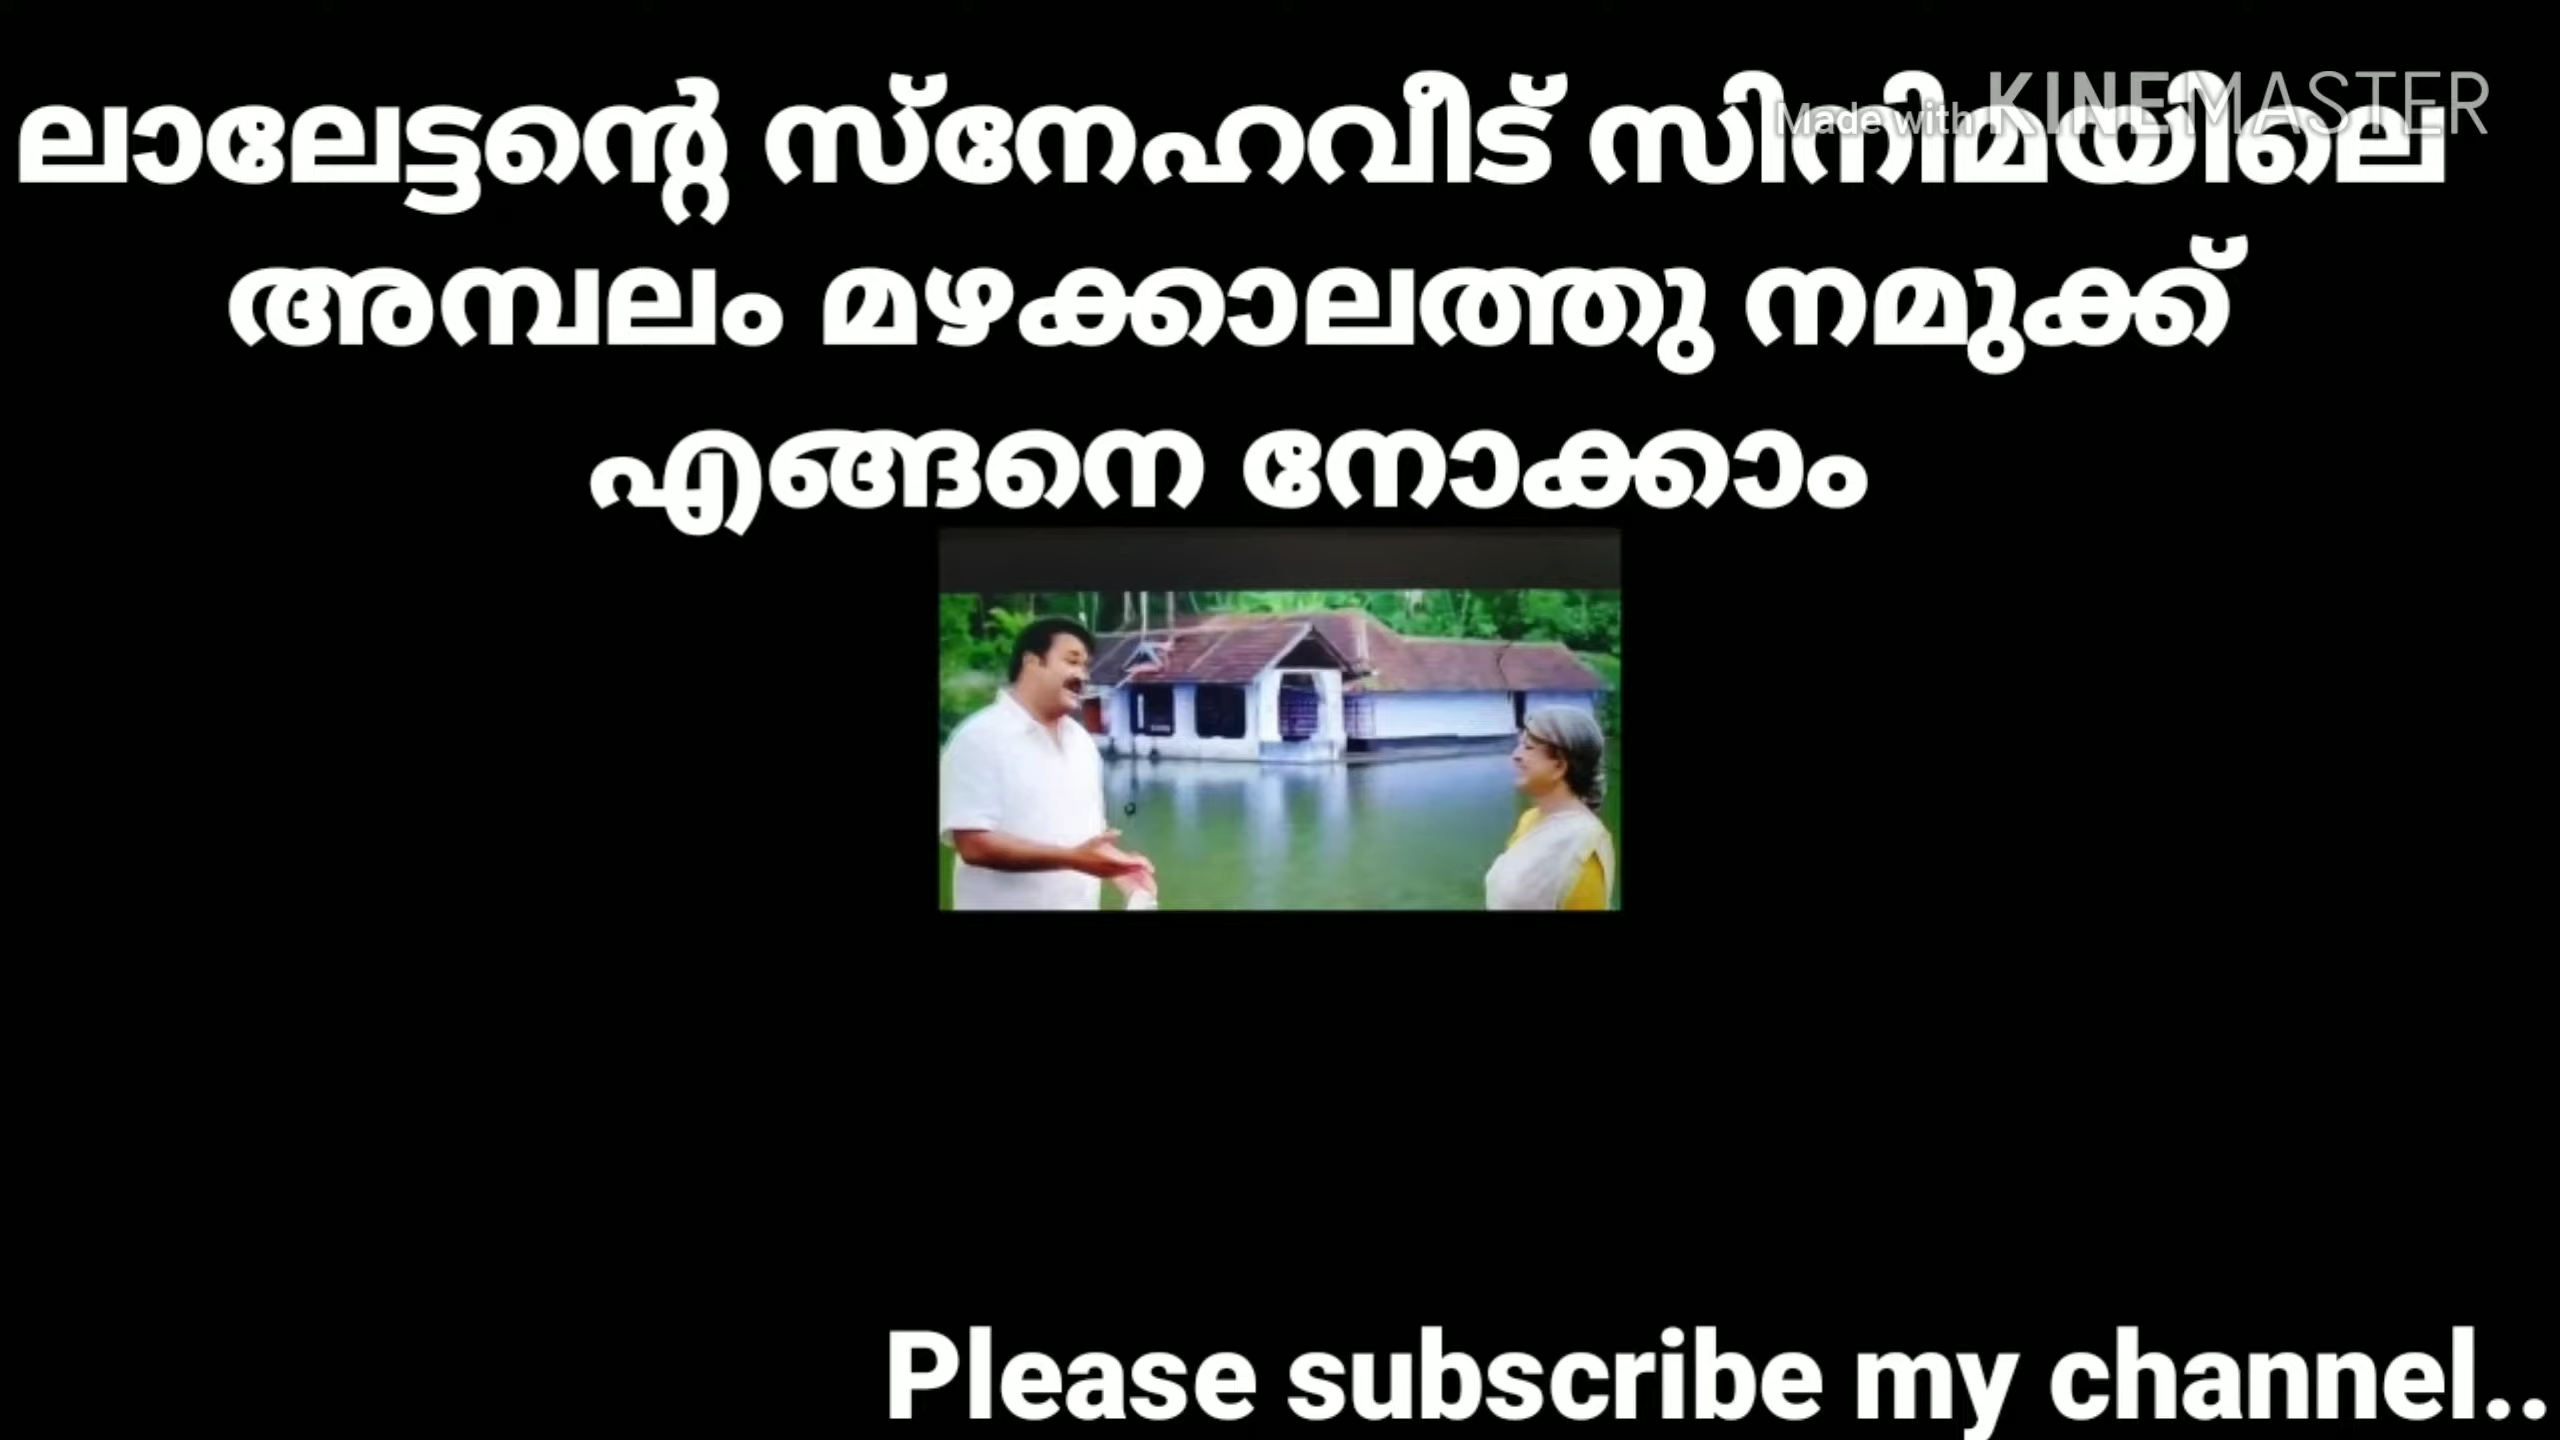 ലാലേട്ടന്റെ സ്നേഹവീട് സിനിമയിലെ
Made with KINEMASTER
അമ്പലം മഴക്കാലത്തു നമുക്ക്
എങ്ങനെ നോക്കാം
Please subscribe my channel..